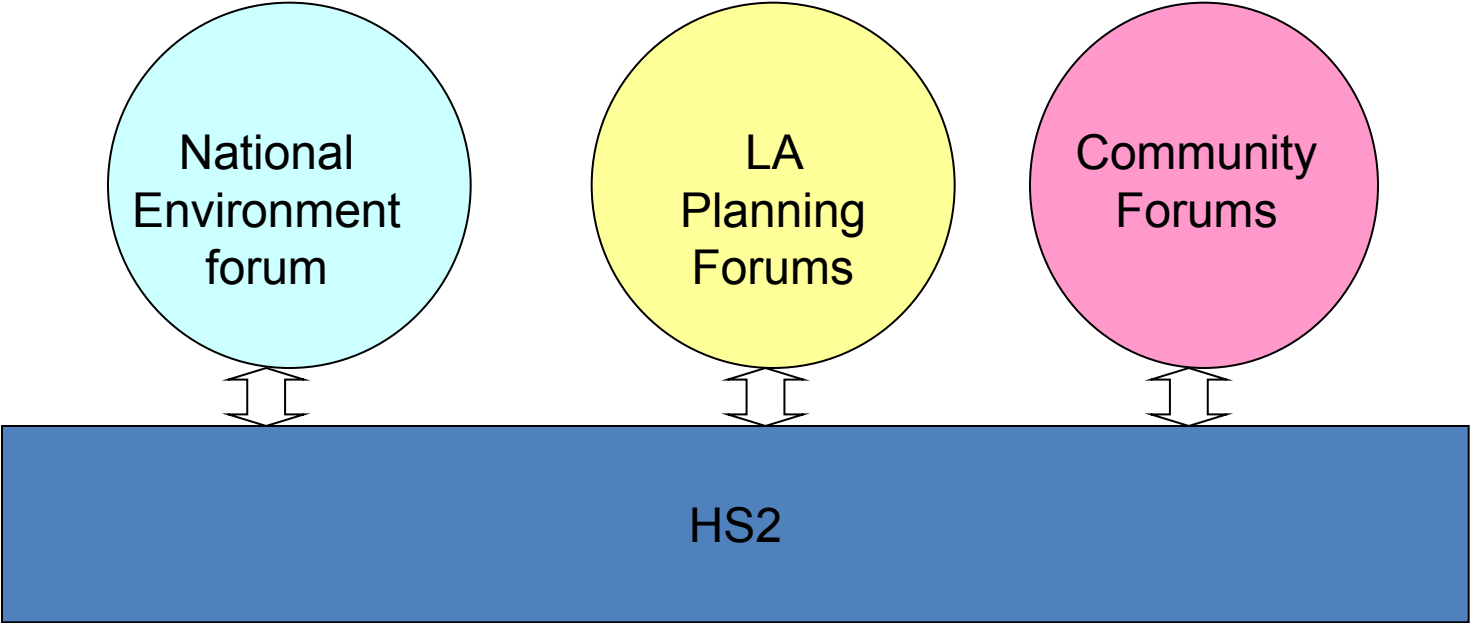 National
Environment
forum
LA
Planning
Forums
Community
Forums
HS2